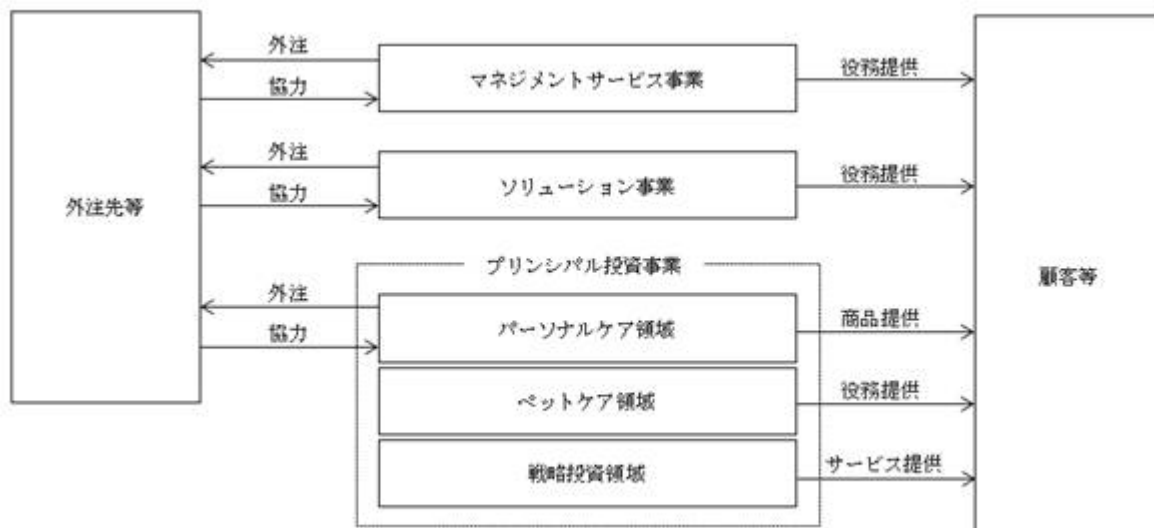 外注
協力
マネジメントサービス事業
役務提供
外注
協力
ソリューション事業
役務提供
外注先等
プリンシパル投資事業
顧客等
外注
協力
パーソナルケア領域
商品提供
ペットケア領域
役務提供
戦略投資領域
サービス提供